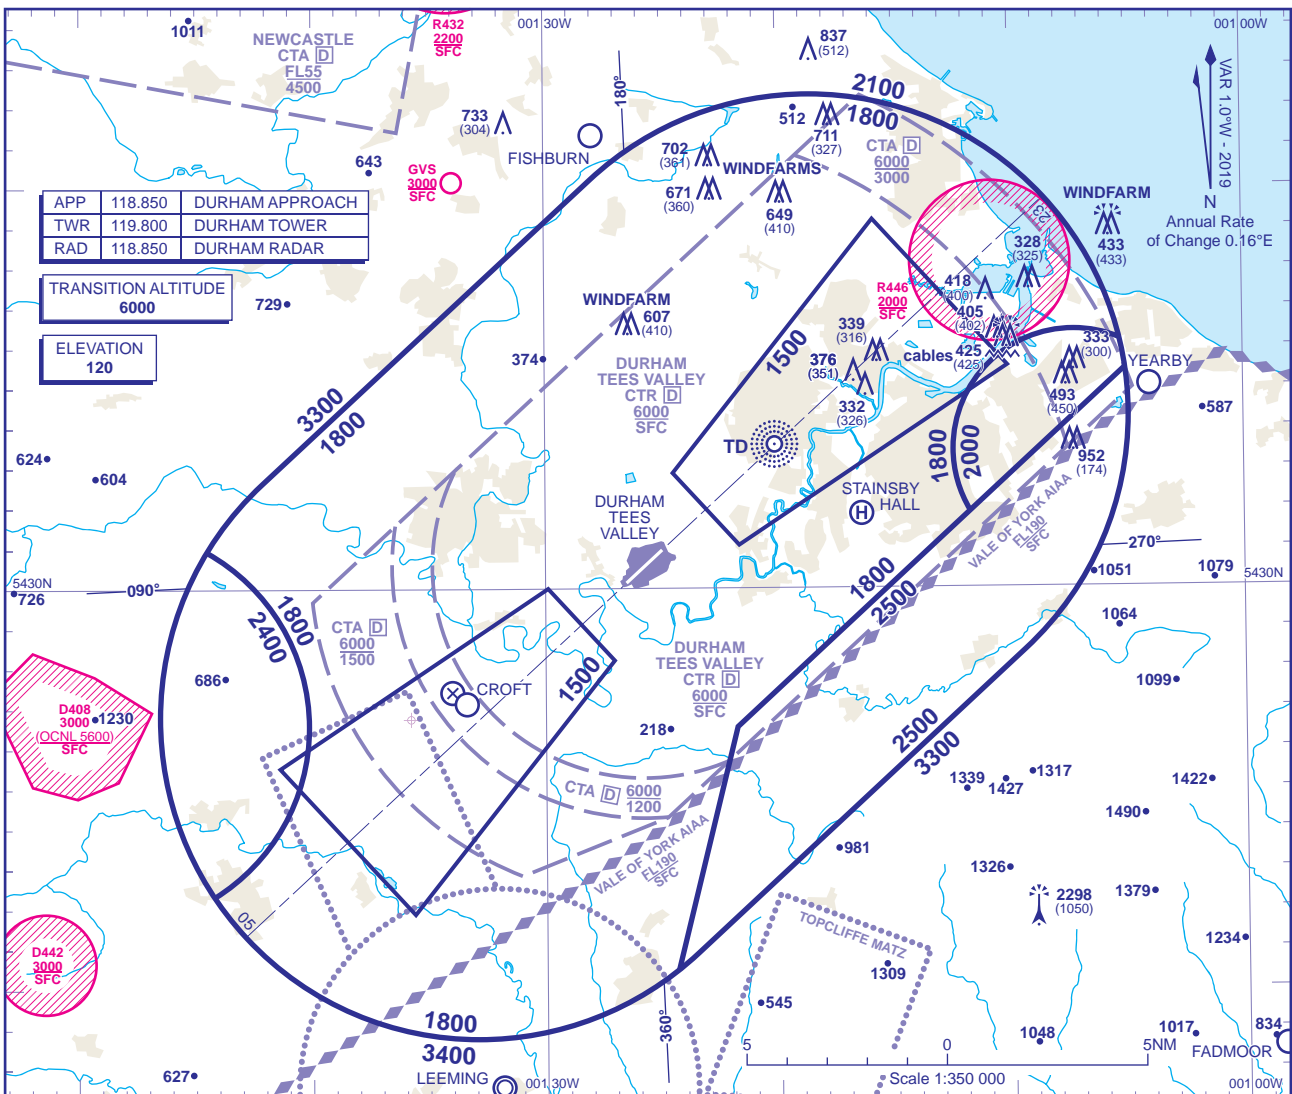 1011
NEWCASTLE
CTA D
FL55
4500
R432
2200
SFC
001 30W
001 00W
837
(512)
180°
2100
1800
733
(304)
FISHBURN
512
711
(327)
702
(361)
WINDFARMS
671
(360)
649
(410)
CTA D
6000
3000
VAR 1.0°W - 2019
N
Annual Rate
of Change 0.16°E
643
GVS
3000
SFC
WINDFARM
433
(433)
23
328
(325)
APP 118.850 DURHAM APPROACH
TWR 119.800 DURHAM TOWER
RAD 118.850 DURHAM RADAR
TRANSITION ALTITUDE
6000
729
ELEVATION
120
WINDFARM
607
(410)
R446
2000
SFC
418
(400)
405
(402)
cables
425
(425)
339
(316)
376
(351)
332
(326)
333
(300)
YEARBY
493
(450)
587
374
DURHAM
TEES VALLEY
CTR D
6000
SFC
1500
3300
1800
TD
1800
2000
952
(174)
624
604
STAINSBY
HALL
H
DURHAM
TEES
VALLEY
VALE OF YORK AIAA
FL190
SFC
270°
1051
1079
5430N
726
090°
5430N
1800
2500
1064
1800
2400
CTA D
6000
1500
DURHAM
TEES VALLEY
CTR D
6000
SFC
1500
CROFT
686
1099
D408
3000
(OCNL 5600)
SFC
1230
218
2500
3300
1339
1427
1317
1422
1490
CTA D 6000
1200
VALE OF YORK AIAA
FL190
SFC
981
1326
1379
2298
(1050)
05
TOPCLIFFE MATZ
1234
D442
3000
SFC
1309
545
360°
1800
3400
1048
1017
834
FADMOOR
5 0 5NM
Scale 1:350 000
627
LEEMING
001 30W
001 00W